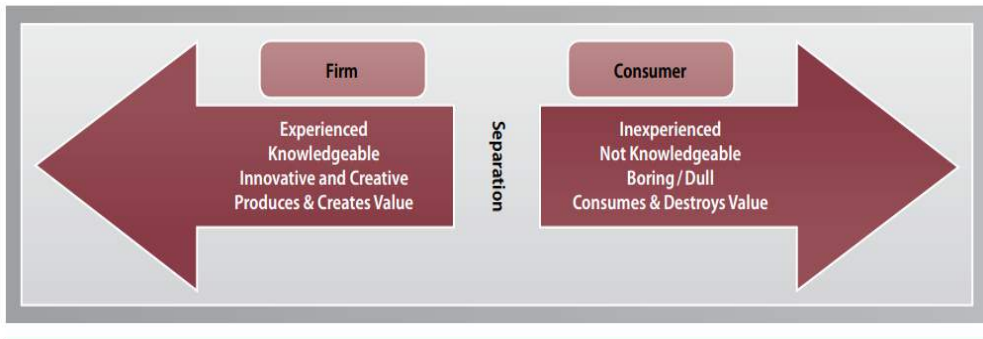 Firm
Experienced
Knowledgeable
Innovative and Creative
Produces & Creates Value
Separation
Consumer
Inexperienced
Not Knowledgeable
Boring / Dull
Consumes & Destroys Value